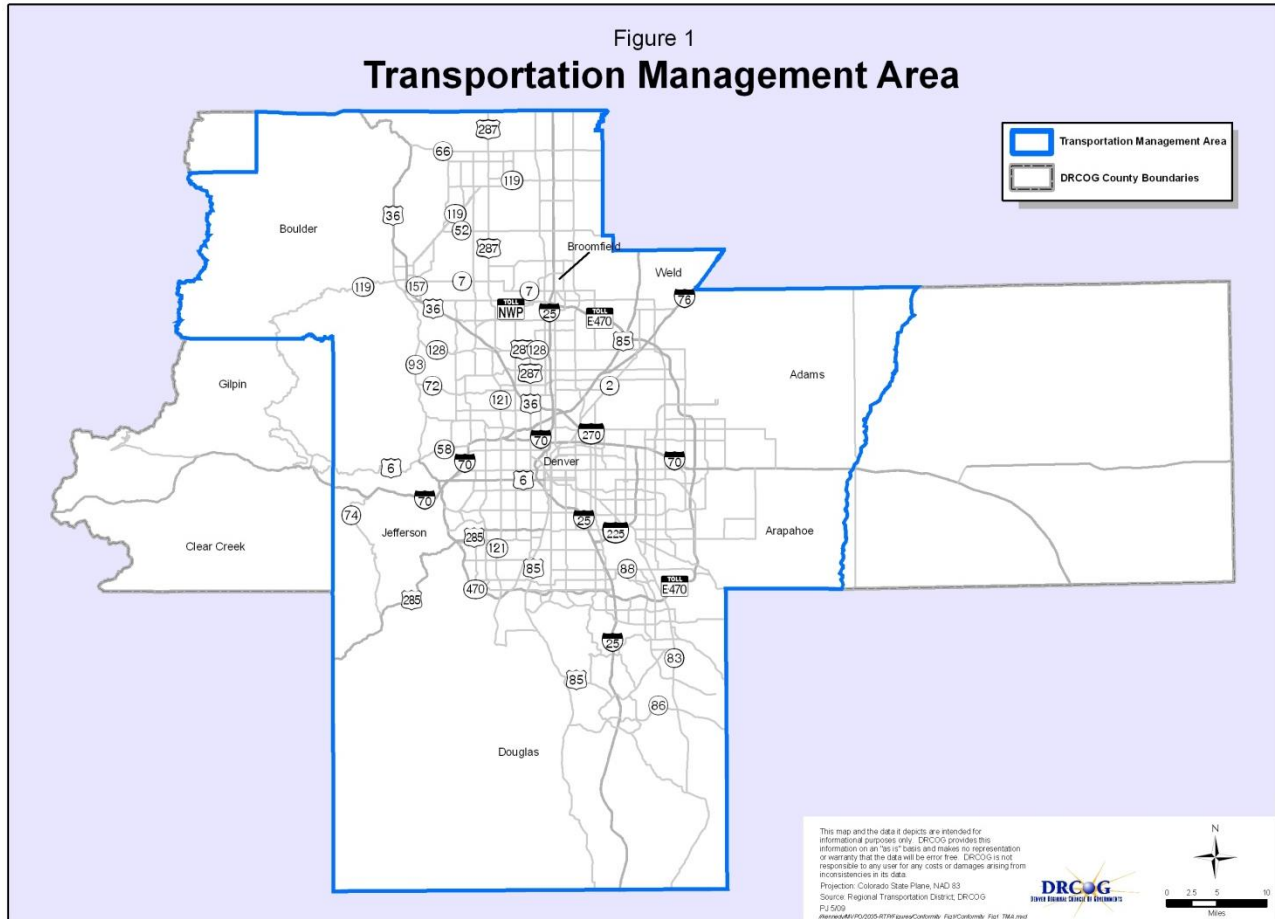 Figure 1
Transportation Management Area
Transportation Management Area
DRCOG County Boundaries
287
66
119
36
119
52
Boulder
287
Broomfield
Weld
119
157
7
7
76
36
TOLL
NWP
25
TOLL
E470
85
128
287
128
93
287
Gilpin
72
2
Adams
121
36
70
270
58
70
Denver
70
6
6
70
74
25
225
Jefferson
285
Arapahoe
Clear Creek
121
85
88
285
470
TOLL
E470
25
83
85
86
Douglas
This map and the data it depicts are intended for
informational purposes only. DRCOG provides this
information on an "as is" basis and makes no representation
or warranty that the data will be error free. DRCOG is not
responsible to any user for any costs or damages arising from
inconsistencies in its data.
Projection: Colorado State Plane, NAD 83
Source: Regional Transportation District, DRCOG
PJ 5/09
DRCOG
DENVER REGIONAL COUNCIL OF GOVERNMENTS
N
0 2.5 5 10
Miles